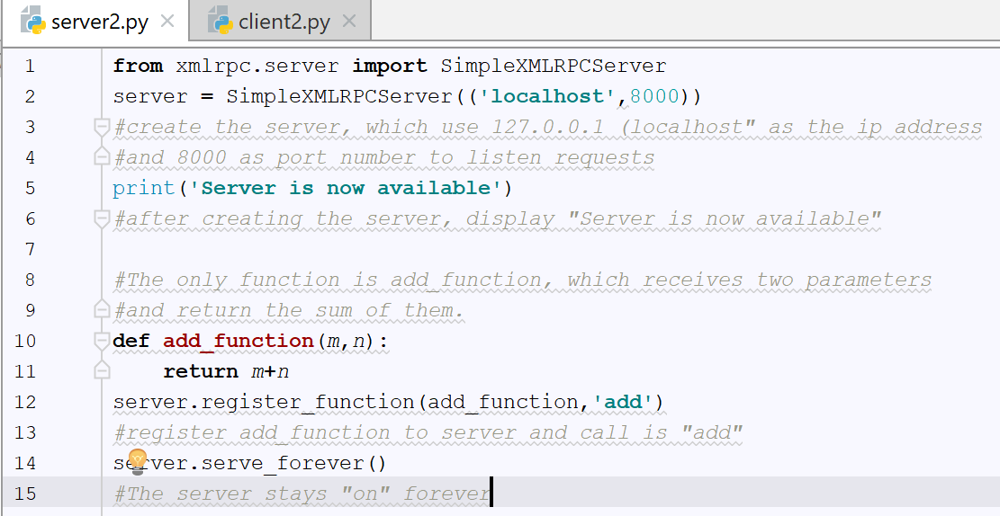 server2.py client2.py
1 from xmlrpc.server import SimpleXMLRPCServer
2 server = SimpleXMLRPCServer(('localhost',8000))
3 #create the server, which use 127.0.0.1 (localhost" as the ip address
4 #and 8000 as port number to listen requests
5 print('Server is now available')
6 #after creating the server, display "Server is now available"
7
8 #The only function is add_function, which receives two parameters
9 #and return the sum of them.
10 def add_function(m,n):
11     return m+n
12 server.register_function(add_function,'add')
13 #register add_function to server and call is "add"
14 server.serve_forever()
15 #The server stays "on" forever